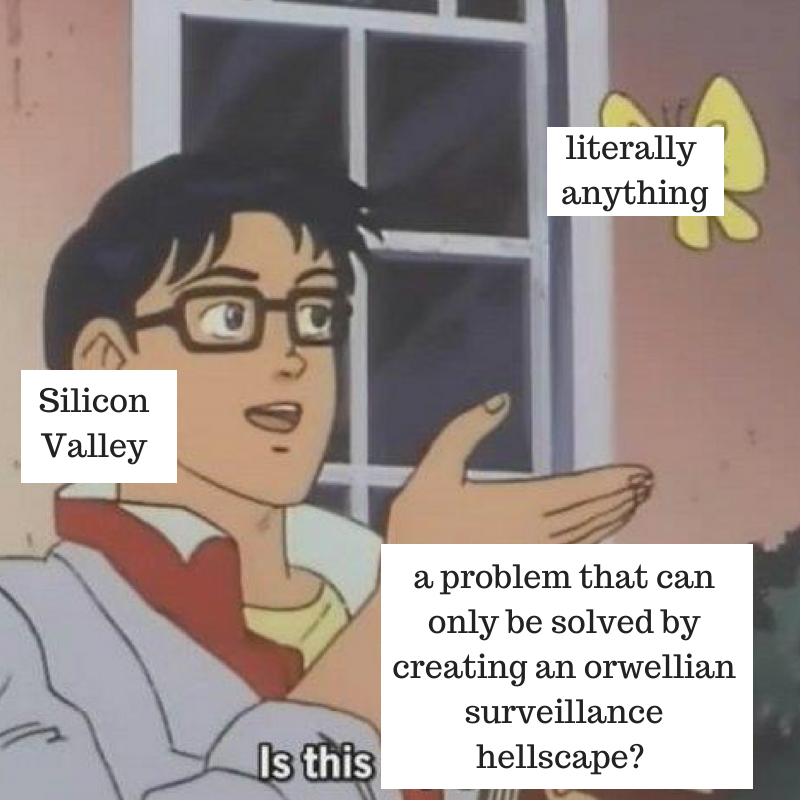 literally
anything
Silicon
Valley
a problem that can
only be solved by
creating an orwellian
surveillance
hellscape?
Is this